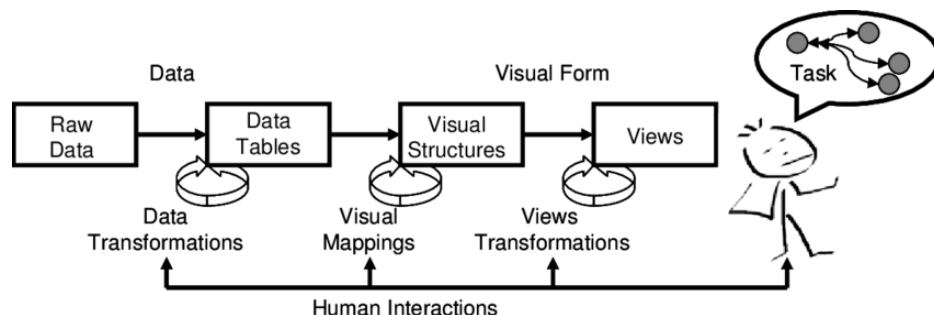 Data
Visual Form
Task
Raw
Data
Data
Tables
Visual
Structures
Views
Data
Transformations
Visual
Mappings
Views
Transformations
Human Interactions